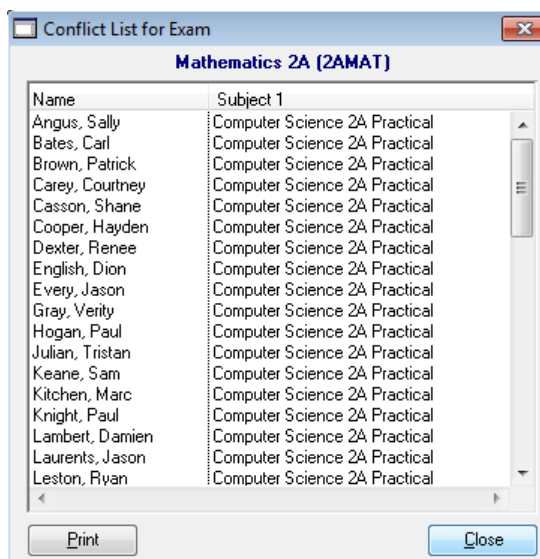 Conflict List for Exam
Mathematics 2A (2AMAT)
Name Subject 1
Angus, Sally Computer Science 2A Practical
Bates, Carl Computer Science 2A Practical
Brown, Patrick Computer Science 2A Practical
Carey, Courtney Computer Science 2A Practical
Casson, Shane Computer Science 2A Practical
Cooper, Hayden Computer Science 2A Practical
Dexter, Renee Computer Science 2A Practical
English, Dion Computer Science 2A Practical
Every, Jason Computer Science 2A Practical
Gray, Verity Computer Science 2A Practical
Hogan, Paul Computer Science 2A Practical
Julian, Tristan Computer Science 2A Practical
Keane, Sam Computer Science 2A Practical
Kitchen, Marc Computer Science 2A Practical
Knight, Paul Computer Science 2A Practical
Lambert, Damien Computer Science 2A Practical
Laurents, Jason Computer Science 2A Practical
Leston, Ryan Computer Science 2A Practical
Print Close